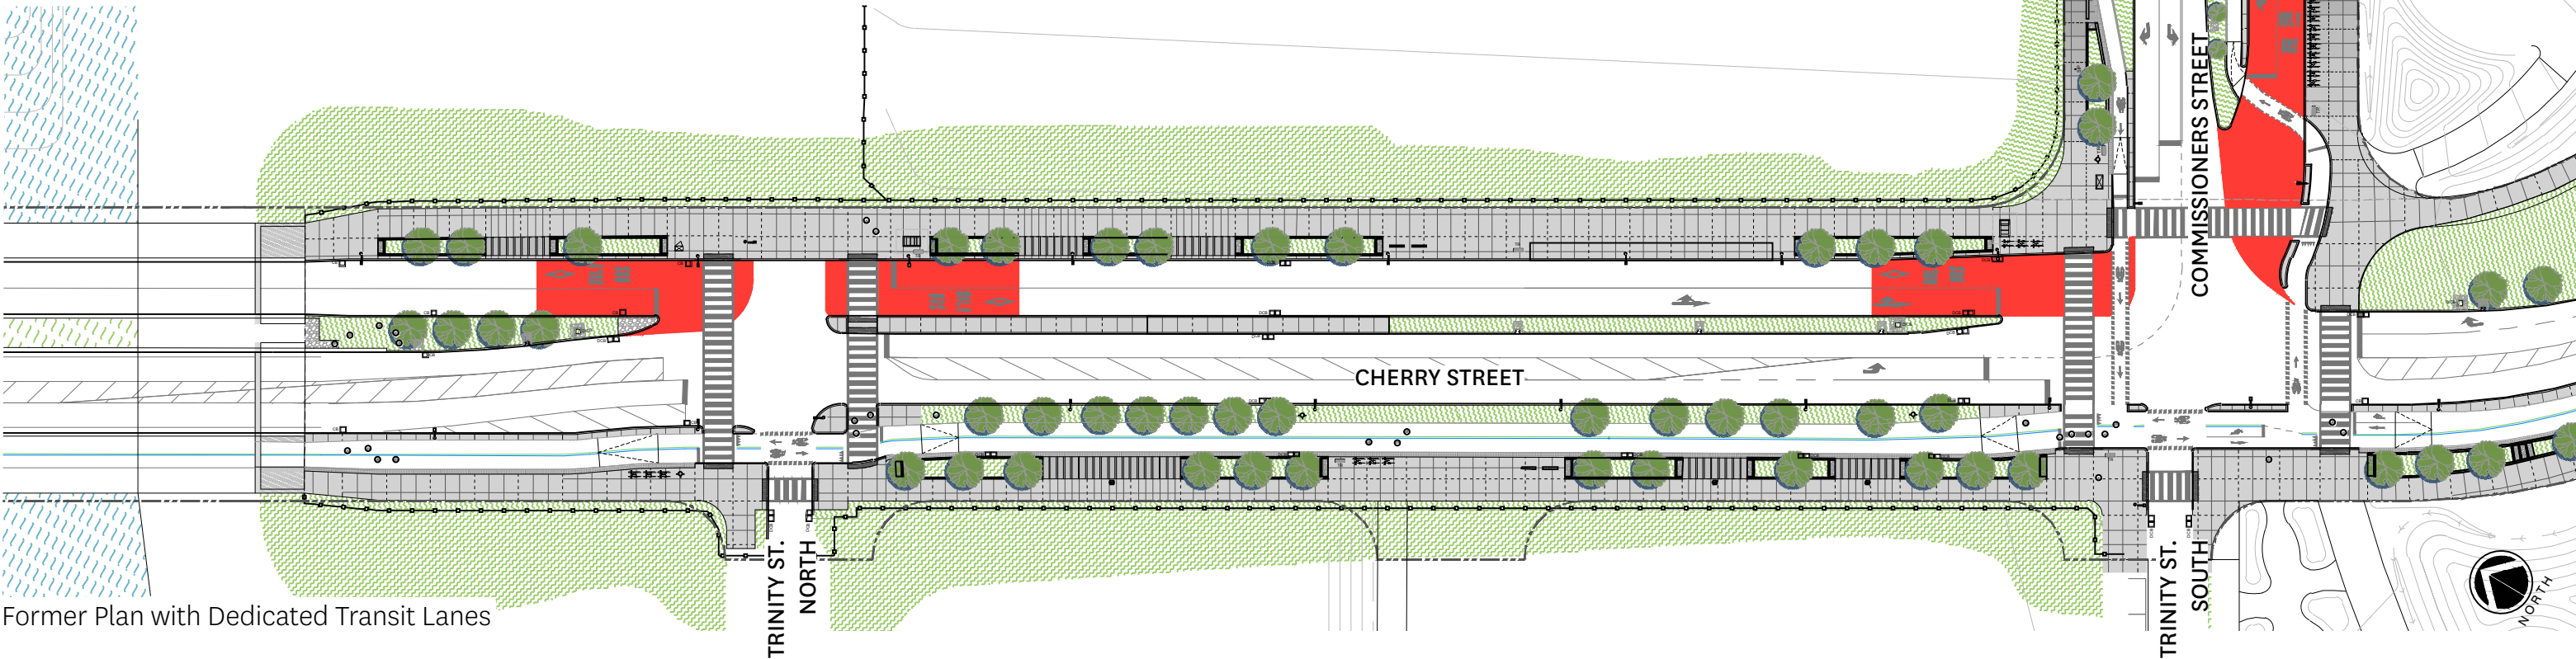 COMMISSIONERS STREET
CHERRY STREET
TRINITY ST.
NORTH
TRINITY ST.
SOUTH
NORTH
Former Plan with Dedicated Transit Lanes